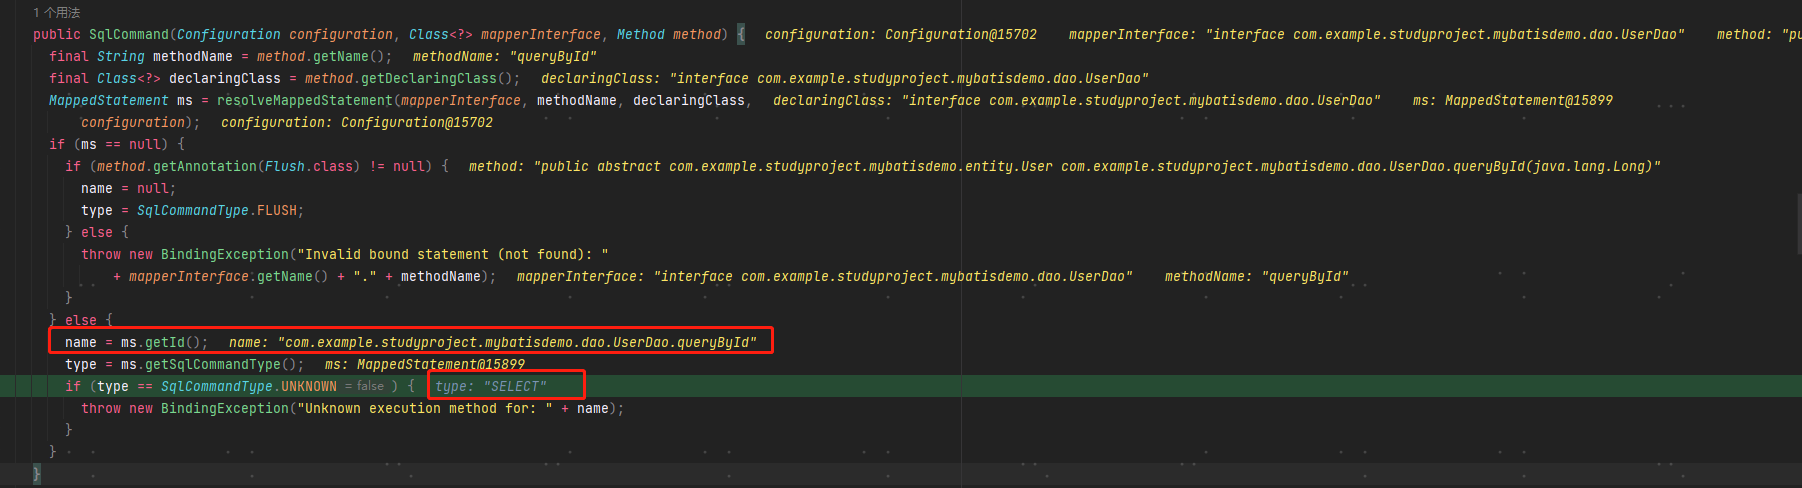 1 个用法
public SqlCommand(Configuration configuration, Class<?> mapperInterface, Method method) { configuration: Configuration@15702 mapperInterface: "interface com.example.studyproject.mybatisdemo.dao.UserDao" method: "pu
final String methodName = method.getName(); methodName: "queryById"
final Class<?> declaringClass = method.getDeclaringClass(); declaringClass: "interface com.example.studyproject.mybatisdemo.dao.UserDao"
MappedStatement ms = resolveMappedStatement(mapperInterface, methodName, declaringClass, declaringClass: "interface com.example.studyproject.mybatisdemo.dao.UserDao" ms: MappedStatement@15899
configuration); configuration: Configuration@15702
if (ms == null) {
if (method.getAnnotation(Flush.class) != null) { method: "public abstract com.example.studyproject.mybatisdemo.entity.User com.example.studyproject.mybatisdemo.dao.UserDao.queryById(java.lang.Long)"
name = null;
type = SqlCommandType.FLUSH;
} else {
throw new BindingException("Invalid bound statement (not found): "
+ mapperInterface.getName() + "." + methodName); mapperInterface: "interface com.example.studyproject.mybatisdemo.dao.UserDao" methodName: "queryById"
}
} else {
name = ms.getId(); name: "com.example.studyproject.mybatisdemo.dao.UserDao.queryById"
type = ms.getSqlCommandType(); ms: MappedStatement@15899
if (type == SqlCommandType.UNKNOWN = false ) { type: "SELECT"
throw new BindingException("Unknown execution method for: " + name);
}
}
}